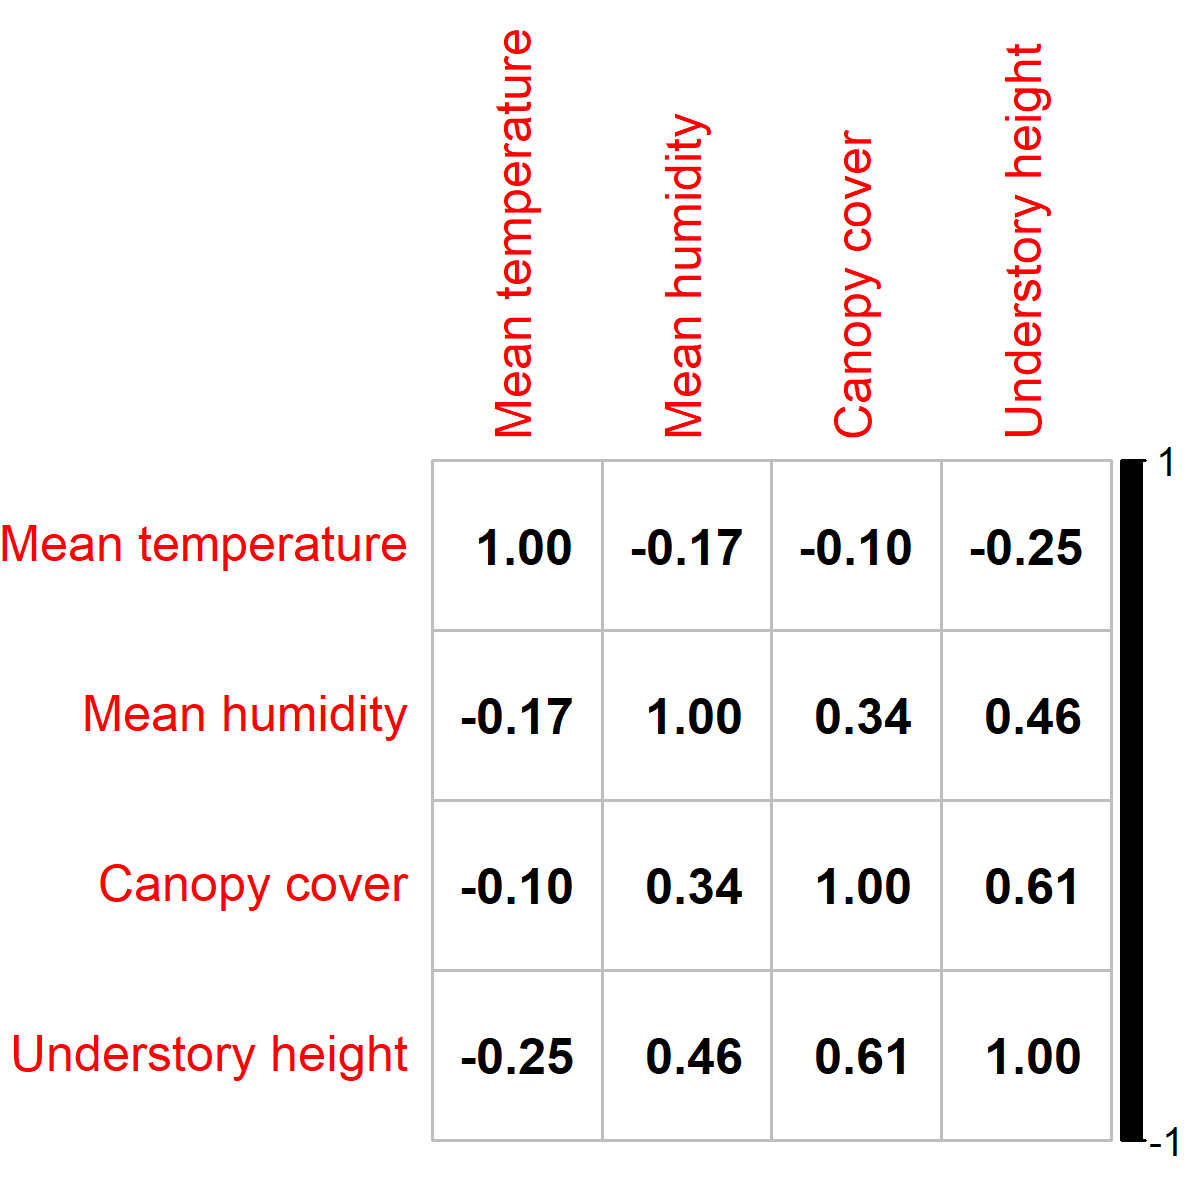 Mean temperature
Mean humidity
Canopy cover
Understory height
1
Mean temperature 1.00 -0.17 -0.10 -0.25
Mean humidity -0.17 1.00 0.34 0.46
Canopy cover -0.10 0.34 1.00 0.61
Understory height -0.25 0.46 0.61 1.00
-1